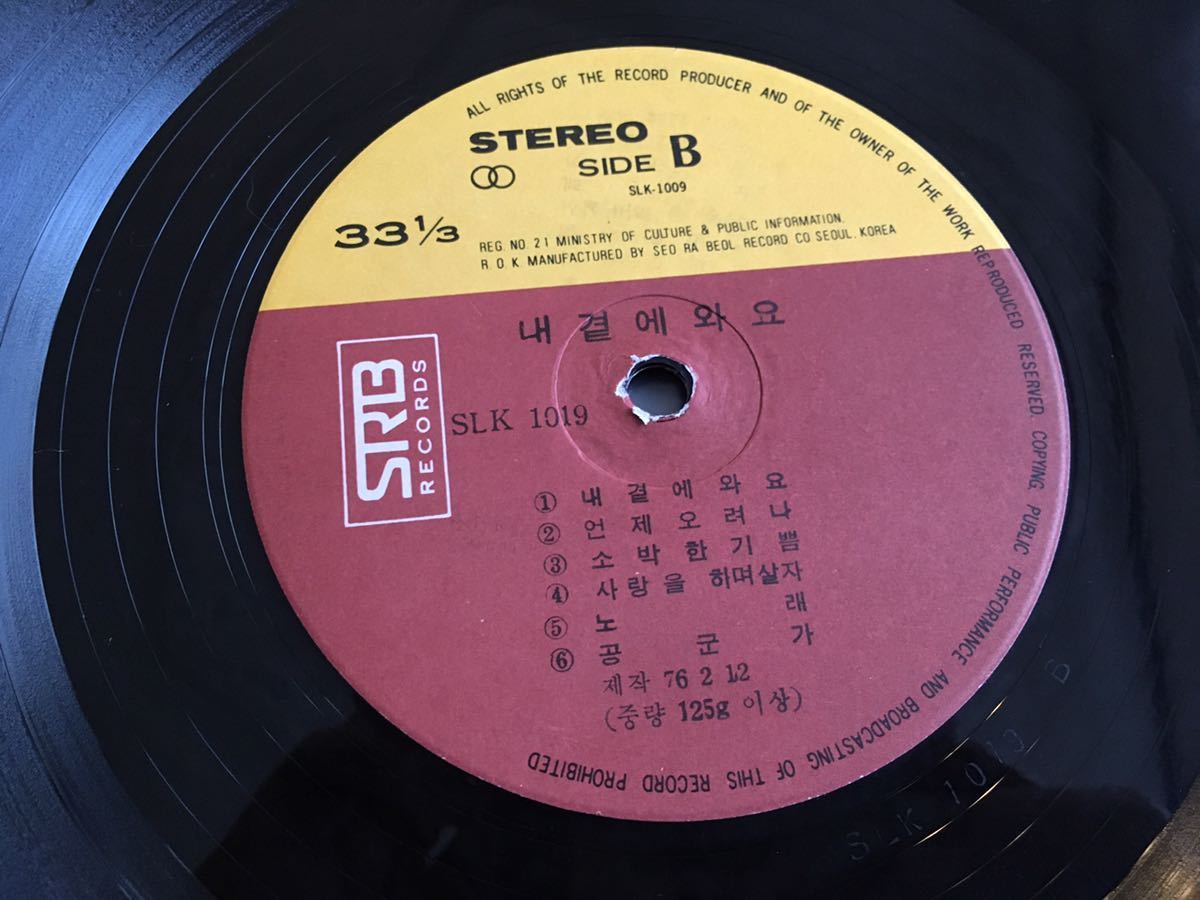 ALL RIGHTS OF THE RECORD PRODUCER AND OF THE OWNER OF THE WORK REPRODUCED RESERVED. COPYING, PUBLIC PERFORMANCE AND BROADCASTING OF THIS RECORD PROHIBITED
STEREO
SIDE B
SLK-1009
33 1/3
REG. NO. 21 MINISTRY OF CULTURE & PUBLIC INFORMATION.
R. O. K. MANUFACTURED BY SEO RA BEOL RECORD CO SEOUL. KOREA
내 곁에 와 요
SRB
RECORDS
SLK 1019
① 내 곁 에 와 요
② 언 제 오 려 나
③ 소 박 한 기 쁨
④ 사 랑 을 하며살자
⑤ 노 래
⑥ 공 군 가
제작 76 2 12
(중량 125g 이상)
SLK 1019 B